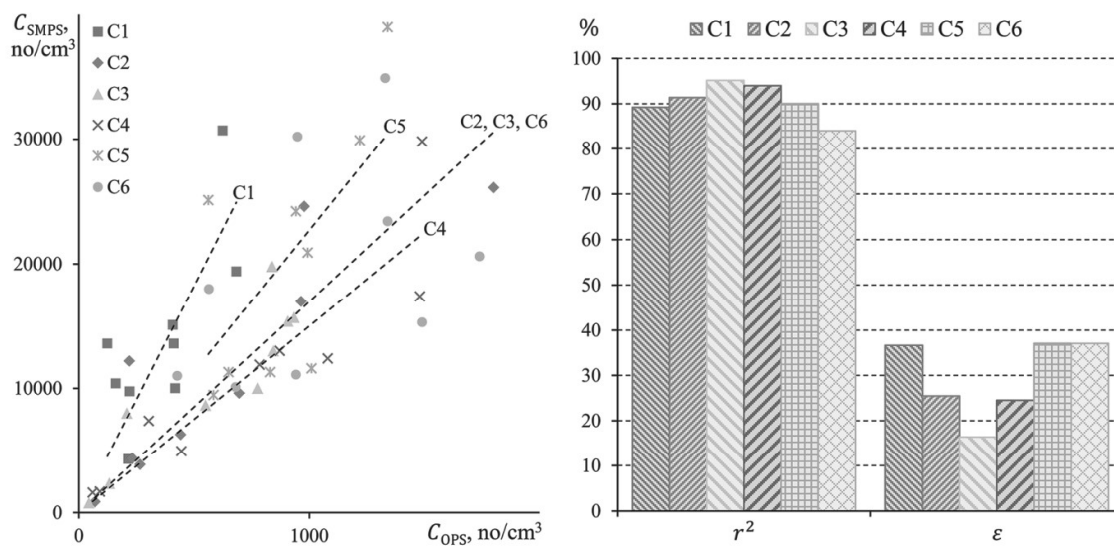 C_SMPS,
no/cm³
C1
C2
C3
C4
C5
C6
30000
20000
10000
0
1000
C_OPS, no/cm³
C1
C5
C2, C3, C6
C4
%
C1 C2 C3 C4 C5 C6
100
90
80
70
60
50
40
30
20
10
0
r² ε